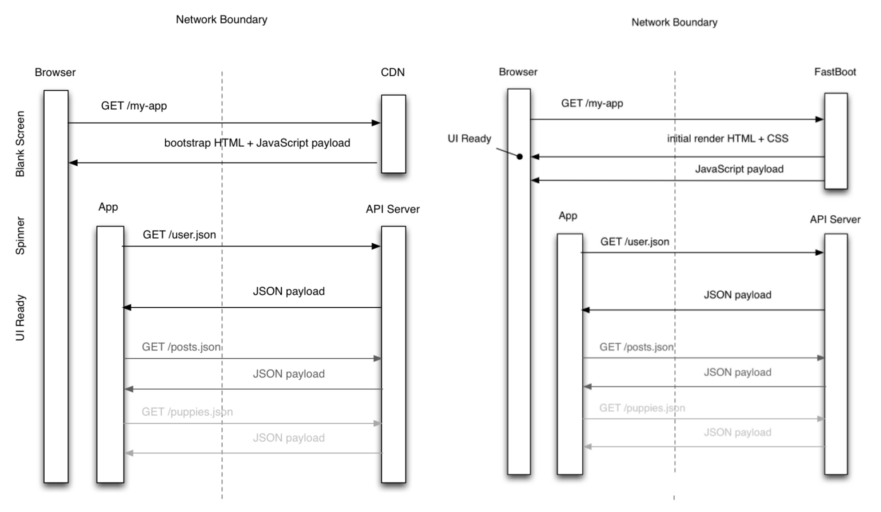 Network Boundary
Browser
CDN
GET /my-app
bootstrap HTML + JavaScript payload
Blank Screen
App
API Server
Spinner
GET /user.json
JSON payload
UI Ready
GET /posts.json
JSON payload
GET /puppies.json
JSON payload
Network Boundary
Browser
FastBoot
GET /my-app
UI Ready
initial render HTML + CSS
JavaScript payload
App
API Server
GET /user.json
JSON payload
GET /posts.json
JSON payload
GET /puppies.json
JSON payload